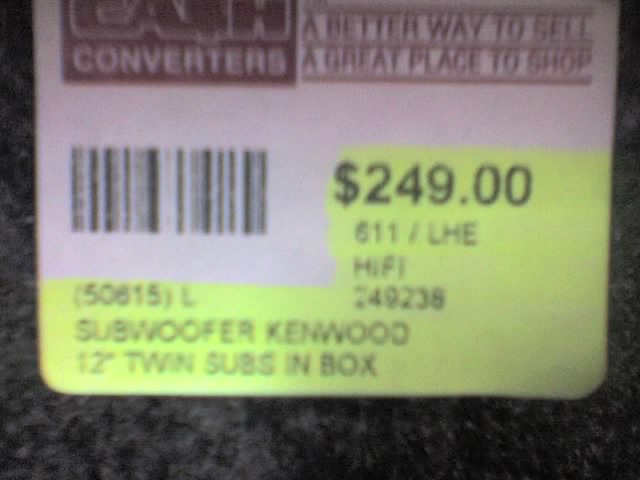 CASH
CONVERTERS
A BETTER WAY TO SELL
A GREAT PLACE TO SHOP
$249.00
611 / LHE
HIFI
(50615) L
249238
SUBWOOFER KENWOOD
12" TWIN SUBS IN BOX